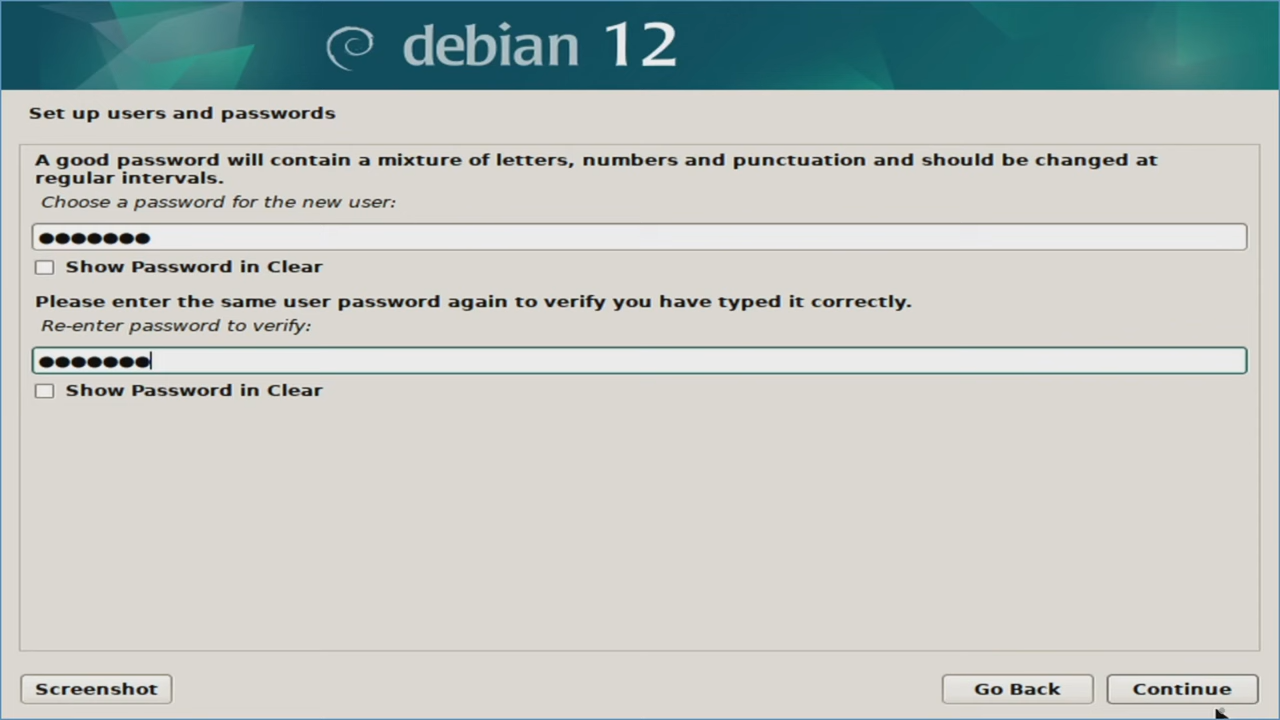 debian 12
Set up users and passwords
A good password will contain a mixture of letters, numbers and punctuation and should be changed at
regular intervals.
Choose a password for the new user:
●●●●●●●
Show Password in Clear
Please enter the same user password again to verify you have typed it correctly.
Re-enter password to verify:
●●●●●●●
Show Password in Clear
Screenshot
Go Back
Continue